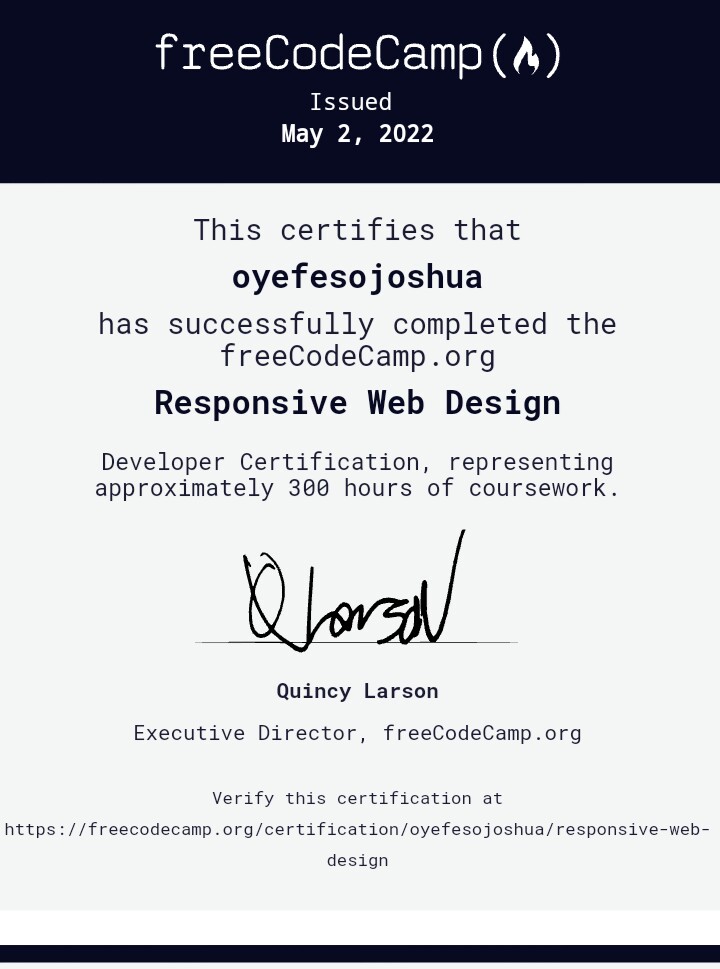 freeCodeCamp(🔥)
Issued
May 2, 2022
This certifies that
oyefesojoshua
has successfully completed the
freeCodeCamp.org
Responsive Web Design
Developer Certification, representing
approximately 300 hours of coursework.
Q Larson
Quincy Larson
Executive Director, freeCodeCamp.org
Verify this certification at
https://freecodecamp.org/certification/oyefesojoshua/responsive-web-
design